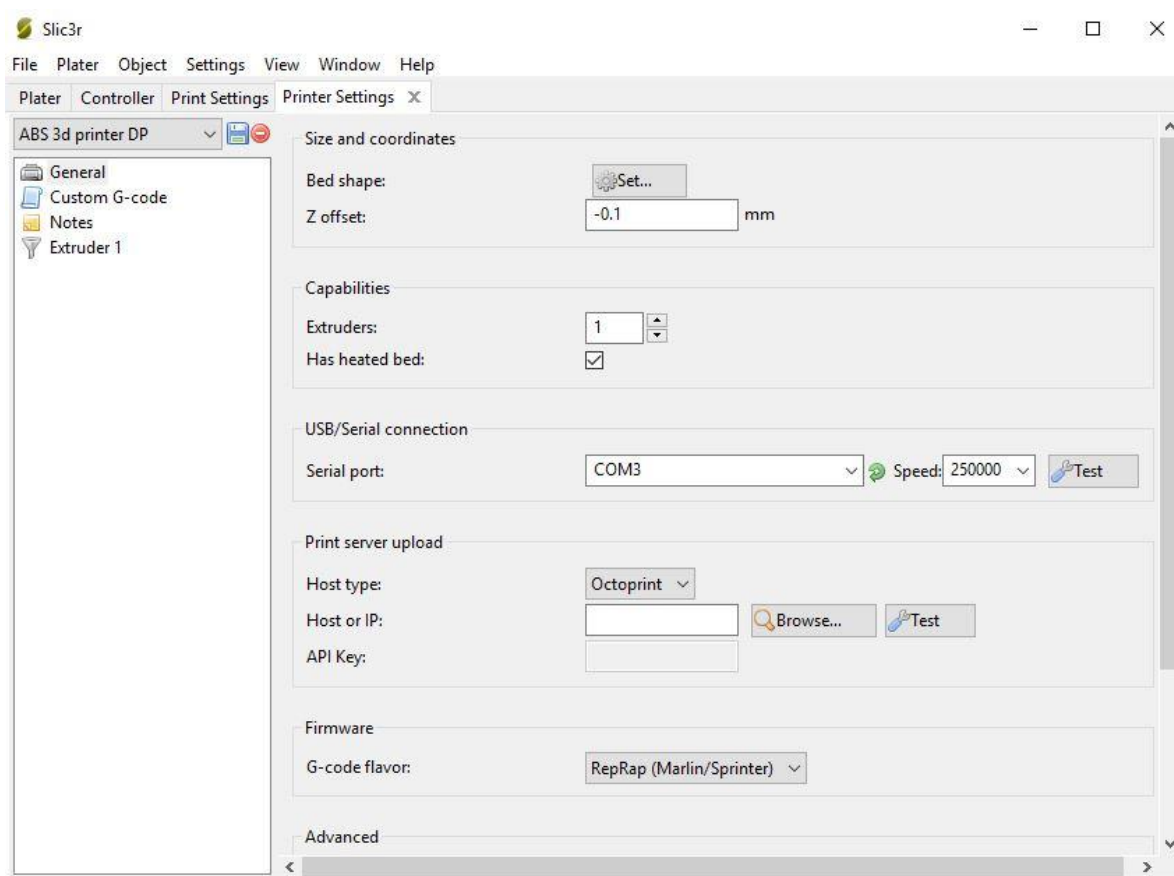 Slic3r
File Plater Object Settings View Window Help
Plater Controller Print Settings Printer Settings
ABS 3d printer DP
General
Custom G-code
Notes
Extruder 1
Size and coordinates
Bed shape: Set...
Z offset: -0.1 mm
Capabilities
Extruders: 1
Has heated bed:
USB/Serial connection
Serial port: COM3 Speed: 250000 Test
Print server upload
Host type: Octoprint
Host or IP: Browse... Test
API Key:
Firmware
G-code flavor: RepRap (Marlin/Sprinter)
Advanced